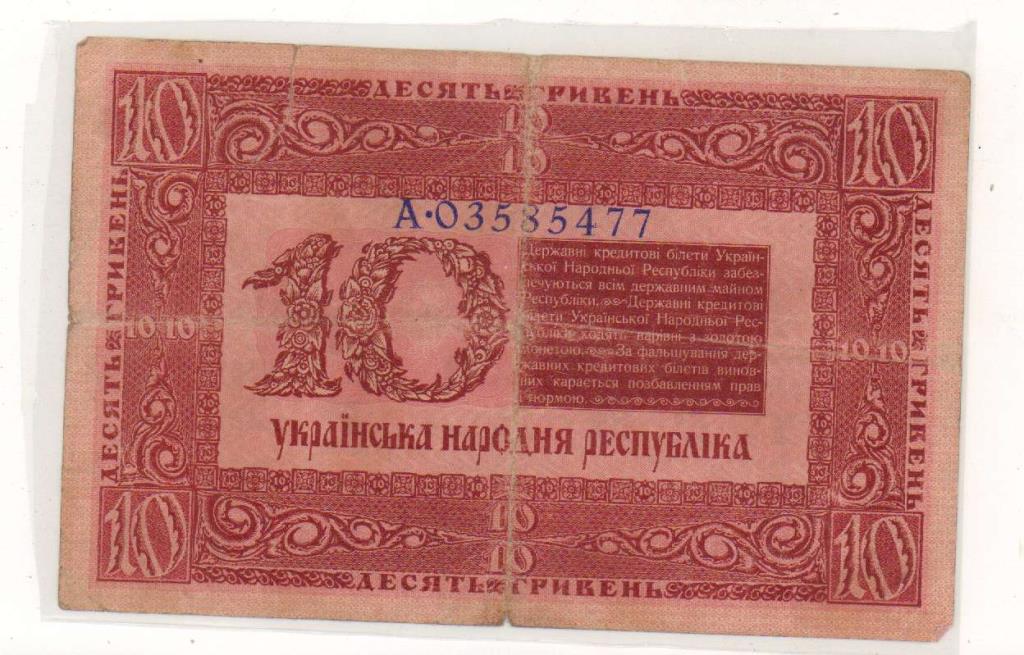 10 ДЕСЯТЬ ГРИВЕНЬ 10
10
10
А·03585477
ДЕСЯТЬ ГРИВЕНЬ
10 10
10
Державні кредитові білети Україн-
ської Народньої Республіки забез-
печуються всім державним майном
Республіки. Державні кредитові
білети Української Народньої Рес-
публіки ходять нарівні з золотою
монетою. За фальшування дер-
жавних кредитових білетів винов-
них карається позбавленням прав
і тюрмою.
10 10
ДЕСЯТЬ ГРИВЕНЬ
УКРАЇНСЬКА НАРОДНЯ РЕСПУБЛІКА
10
10
10 ДЕСЯТЬ ГРИВЕНЬ 10